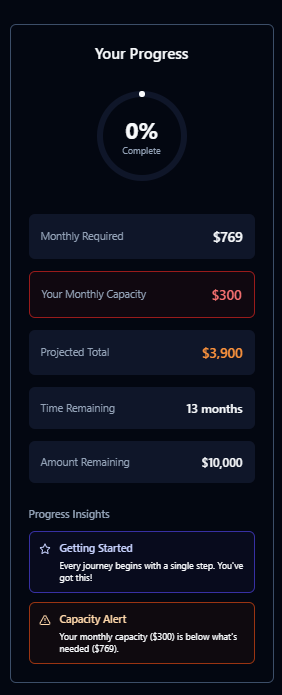 Your Progress
0%
Complete
Monthly Required $769
Your Monthly Capacity $300
Projected Total $3,900
Time Remaining 13 months
Amount Remaining $10,000
Progress Insights
Getting Started
Every journey begins with a single step. You've
got this!
Capacity Alert
Your monthly capacity ($300) is below what's
needed ($769).